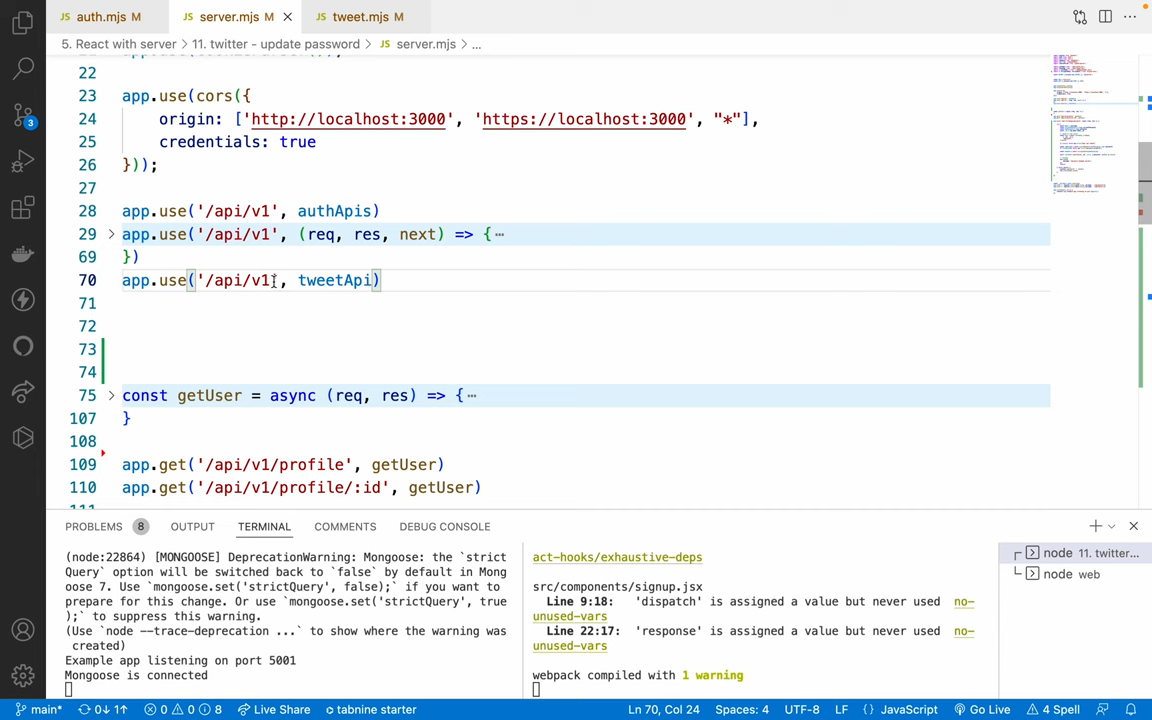 JS auth.mjs M
JS server.mjs M
JS tweet.mjs M
5. React with server > 11. twitter - update password > JS server.mjs > ...
22
23 app.use(cors({
24 origin: ['http://localhost:3000', 'https://localhost:3000', "*"],
25 credentials: true
26 }));
27
28 app.use('/api/v1', authApis)
29 app.use('/api/v1', (req, res, next) => {
69 })
70 app.use('/api/v1', tweetApi)
71
72
73
74
75 const getUser = async (req, res) => {
107 }
108
109 app.get('/api/v1/profile', getUser)
110 app.get('/api/v1/profile/:id', getUser)
3
PROBLEMS 8 OUTPUT TERMINAL COMMENTS DEBUG CONSOLE
(node:22864) [MONGOOSE] DeprecationWarning: Mongoose: the `strict
Query` option will be switched back to `false` by default in Mong
oose 7. Use `mongoose.set('strictQuery', false);` if you want to
prepare for this change. Or use `mongoose.set('strictQuery', true
);` to suppress this warning.
(Use `node --trace-deprecation ...` to show where the warning was
created)
Example app listening on port 5001
Mongoose is connected
act-hooks/exhaustive-deps
src/components/signup.jsx
Line 9:18: 'dispatch' is assigned a value but never used no-
unused-vars
Line 22:17: 'response' is assigned a value but never used no-
unused-vars
webpack compiled with 1 warning
node 11. twitter...
node web
main* 0↓ 1↑ 0 0 8 Live Share tabnine starter Ln 70, Col 24 Spaces: 4 UTF-8 LF {} JavaScript Go Live 4 Spell